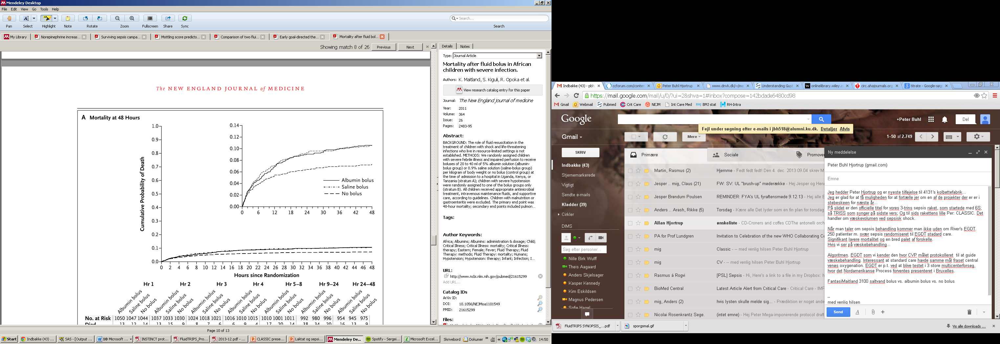 Mendeley Desktop
File Edit View Go Tools Help
Pan Select Highlight Note Rotate Zoom Fullscreen Share Sync
Search...
Search
My Library Norepinephrine increas... Surviving sepsis campa... Mottling score predicts... Comparison of two flui... Early goal-directed the... Mortality after fluid bol...
Showing match 8 of 26 Previous Next
The NEW ENGLAND JOURNAL of MEDICINE
A Mortality at 48 Hours
Cumulative Probability of Death
1.0
0.9
0.8
0.7
0.6
0.5
0.4
0.3
0.2
0.1
0.0
0 2 4 6 8 10 12 14 16 18 20 22 24 26 28 30 32 34 36 38 40 42 44 46 48
Hours since Randomization
0.14
0.12
0.10
0.08
0.06
0.04
0.02
0.00
0 6 12 18 24 30 36 42 48
Albumin bolus
Saline bolus
No bolus
Hr 1 Hr 2 Hr 3 Hr 4 Hr 5–8 Hr 9–24 Hr 24–48
Albumin bolus Saline bolus No bolus Albumin bolus Saline bolus No bolus Albumin bolus Saline bolus No bolus Albumin bolus Saline bolus No bolus Albumin bolus Saline bolus No bolus Albumin bolus Saline bolus No bolus Albumin bolus Saline bolus No bolus
No. at Risk 1050 1047 1044 1037 1033 1030 1024 1018 1021 1016 1010 1015 1010 1001 1011 992 980 996 954 945 975
Died 13 12 14 13 15 9 8 7 6 6 9 4 17 20 14 38 34 20 16 13 9
Page 10 of 13
Details Notes
Type: Journal Article
Mortality after fluid bolus in African
children with severe infection.
Authors: K. Maitland, S. Kiguli, R. Opoka et al.
View research catalog entry for this paper
Journal: The New England journal of medicine
Year: 2011
Volume: 364
Issue: 26
Pages: 2483-95
Abstract:
BACKGROUND: The role of fluid resuscitation in the
treatment of children with shock and life-threatening
infections who live in resource-limited settings is not
established. METHODS: We randomly assigned children
with severe febrile illness and impaired perfusion to receive
boluses of 20 to 40 ml of 5% albumin solution (albumin-
bolus group) or 0.9% saline solution (saline-bolus group)
per kilogram of body weight or no bolus (control group) at
the time of admission to a hospital in Uganda, Kenya, or
Tanzania (stratum A); children with severe hypotension
were randomly assigned to one of the bolus groups only
(stratum B). All children received appropriate antimicrobial
treatment, intravenous maintenance fluids, and supportive
care, according to guidelines. Children with malnutrition or
gastroenteritis were excluded. The primary end point was
48-hour mortality; secondary end points included pulmon...
Tags:
Author Keywords:
Africa; Albumins; Albumins: administration & dosage; Child;
Critical Illness; Critical Illness: mortality; Critical Illness:
therapy; Eastern; Female; Fever; Fluid Therapy; Fluid
Therapy: methods; Fluid Therapy: mortality; Humans;
Hypotension; Hypotension: therapy; Infant; Infection; I...
URL:
http://www.ncbi.nlm.nih.gov/pubmed/21615299
Add URL...
Catalog IDs
ArXiv ID:
DOI: 10.1056/NEJMoa1101549
PMID: 21615299
Files:
Start Indbakke (43) ... SAS - [Output ... 10 Microsoft ... INSTINCT prot... FluidTRIPS_Pro... 2013-12.pdf - ... CLASSIC prese... Laktat og sepsi... Mendeley De... Spotify - Sergei... Microsoft Excel... Skrivebord Dokumer » « 14:50
Indbakke (43) - pbh ccforum.com/conten Peter Buhl Hjortrup www.dnvk.dk/~/me Understanding Guyt onlinelibrary.wiley.c circ.ahajournals.org titrate - Google-søg
https://mail.google.com/mail/u/0/?ui=2&shva=1#inbox?compose=142bdade6480cd98
Gmail Webmail Pubmed Crit Care NEJM Int Care Med BMJ BMJ stat RH-Intra
Google
+Peter Buhl Del
Fejl under søgning efter e-mails i jbh518@alumni.ku.dk. Detaljer Afvis
Gmail Mere 1–50 af 2.749
SKRIV
Indbakke (43)
Stjernemarkerede
Vigtigt
Sendte e-mails
Kladder (39)
Cirkler
DIMS
Søg efter personer...
Nille Birk Wulff
Theis Aagaard
Anders Skjelsager
Kasper Kennedy
Kim Eskildsen
Magnus Pedersen
Sofie Hagel
Primære Sociale Promover
Martin, Rasmus (2) Hjemme - Fedt fedt fedt! Den 4. dec. 2013 09.04 skrev M
Jesper .. mig, Claus (21) FW: SV: UL "brush-up" møderække - Hej Jesper og Hen
Jesper Brøndum Poulsen REMINDER: FYA's UL fyraftensmøde 9.12.13 - Hej alle
Anders .. Arash, Rikke (5) Torsdag - Kære alle Det lyder som en fin plan for torsdag
Allan Hjortrup ønskeliste - CD-Croners and coffes CDThe antonelli orch
PA for Prof Lundgren Invitation to Celebration of the new WHO Collaborating Ce
mig Classic - -- med venlig hilsen Peter Buhl Hjortrup
mig CV - -- med venlig hilsen Peter Buhl Hjortrup
Rasmus á Rogvi [PSL] Sepsis - Hi, Here's a link to a file in my Dropbox: h
BioMed Central Latest Article Alert from Critical Care - Critical Care - IMF
mig, Anders (2) hvis lysten skulle melde sig... - Prædiktion er noget ande
Nicolai Rosenkrantz Sege. (intet emne) - Hej Peter Mega-imponerende protocol draft
Ny meddelelse
Peter Buhl Hjortrup (gmail.com)
Emne
Jeg hedder Peter Hjortrup og er nyeste tilføjelse til 4131's kolbøttefabrik...
Jeg er glad for at få muligheden for at fortælle jer om en af de projekter der er er i
støbeskeen for næste år...
På slidet er den officielle titel for vores 3-trins sepsis raket, som startede med 6S;
så TRISS som synger på sidste vers; Og til sids rakettens lille Per: CLASSIC. Det
handler om væskevolumen ved sepsisk shock.
Når man taler om sepsis behandling kommer man ikke uden om River's EGDT.
250 patienter m. svær sepsis randomiseret til EGDT stadard care.
Signifikant lavere mortalitet og en bred palet af forskelle.
Hvis vi ser på væskebehandling...
Algoritmen. EGDT som vi kender den hvor CVP målet protokolleret til at guide
væskebehandling. Interessant at standard care havde samme mål fraset central
venøs oxygenation. EGDT er p.t. ved at blive testet i 3 store multicenterforsøg,
hvor det Nordamerikanse Process forventes presenteret i Bruxelles.
FantasiMaitland 3100 saltvand bolus vs. albumin bolus vs. no bolus
--
med venlig hilsen
Send
FluidTRIPS SYNOPSIS_....pdf sporgsmal.gif Vis alle downloads ...